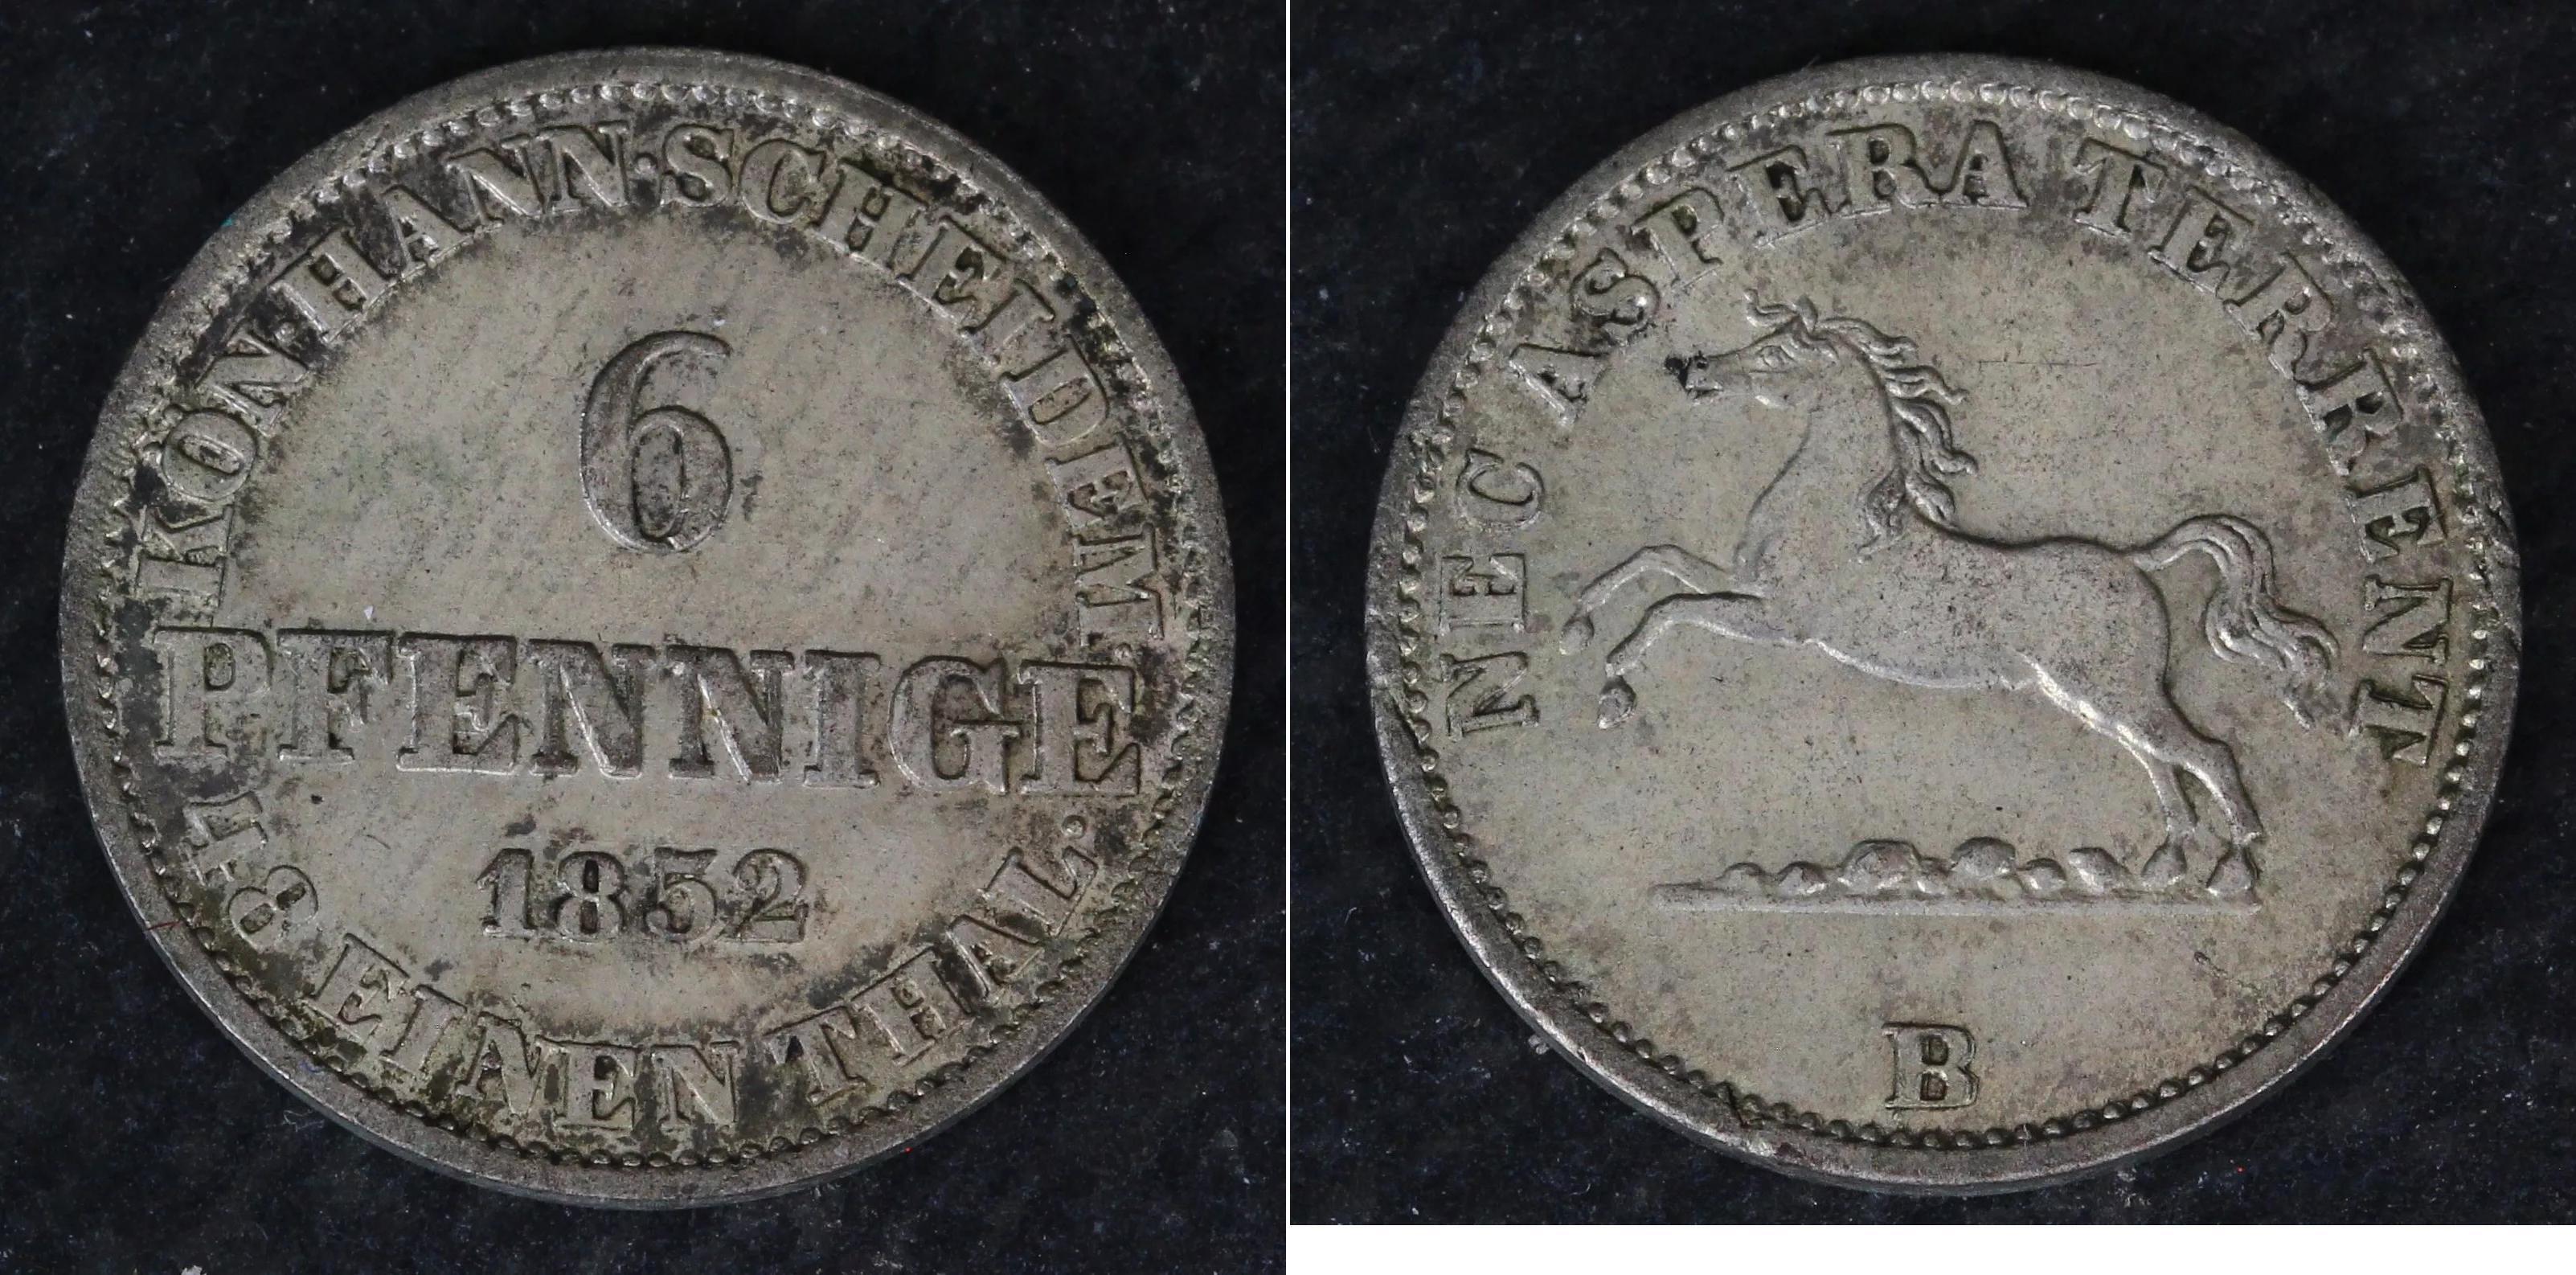 KÖN·HANN·SCHEIDEM·
6
PFENNIGE
1852
48 EINEN THAL·
NEC ASPERA TERRENT
B